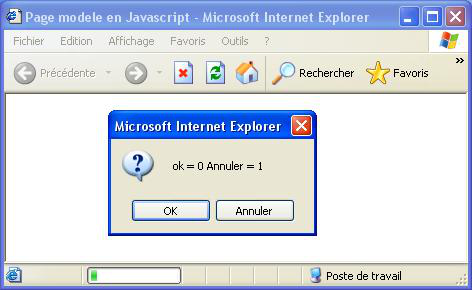 Page modele en Javascript - Microsoft Internet Explorer
Fichier Edition Affichage Favoris Outils ?
Précédente Rechercher Favoris »
Microsoft Internet Explorer
ok = 0 Annuler = 1
OK Annuler
Poste de travail